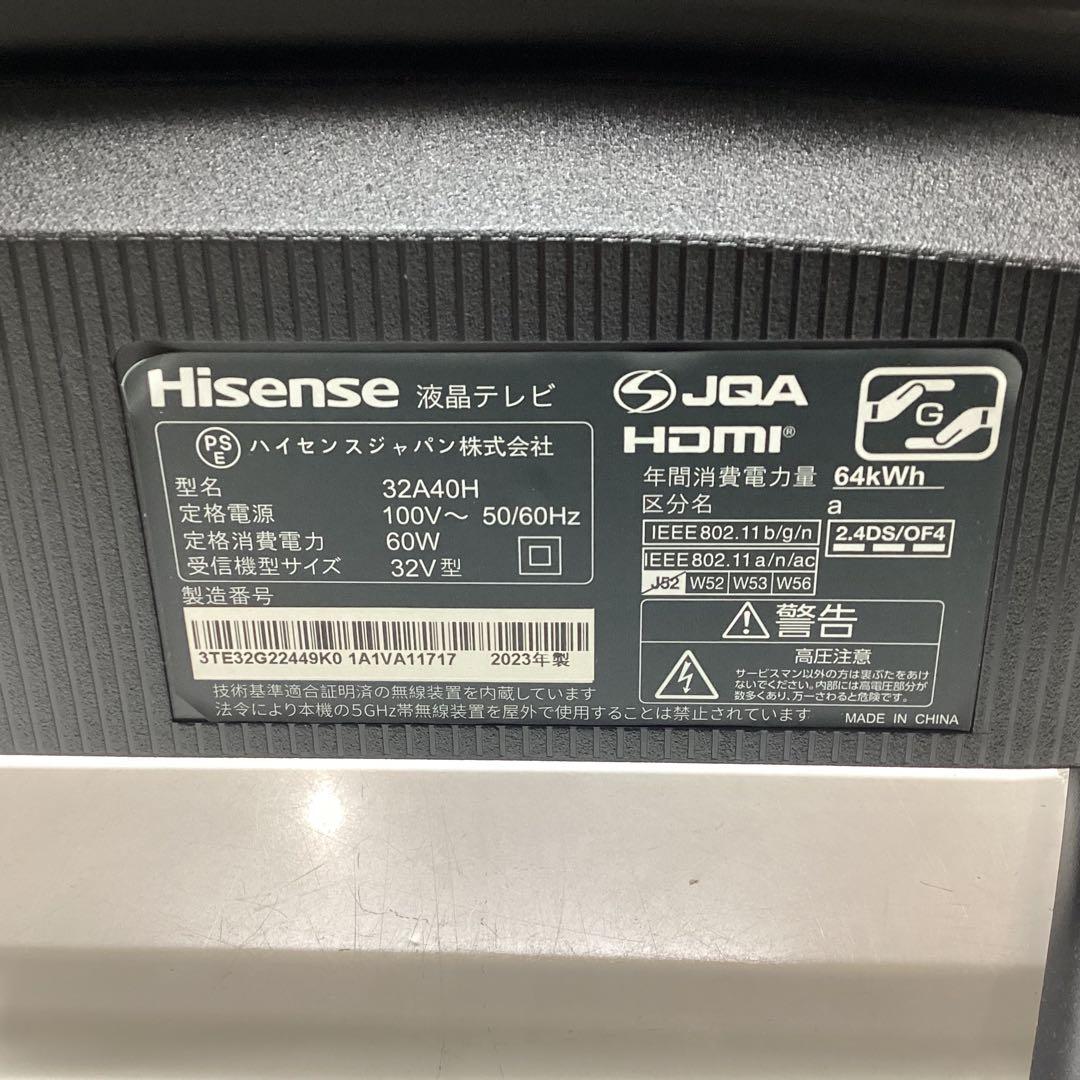 Hisense 液晶テレビ
PS
E
ハイセンスジャパン株式会社
型名 32A40H
定格電源 100V～ 50/60Hz
定格消費電力 60W
受信機型サイズ 32V型
製造番号
3TE32G22449K0 1A1VA11717 2023年製
JQA
HDMI®
G
年間消費電力量 64kWh
区分名 a
IEEE802.11b/g/n
2.4DS/OF4
IEEE802.11a/n/ac
J52 W52 W53 W56
警告
高圧注意
サービスマン以外の方は裏ぶたをあけ
ないでください。内部には高電圧部分が
数多くあり、万一さわると危険です。
技術基準適合証明済の無線装置を内蔵しています
法令により本機の5GHz帯無線装置を屋外で使用することは禁止されています
MADE IN CHINA